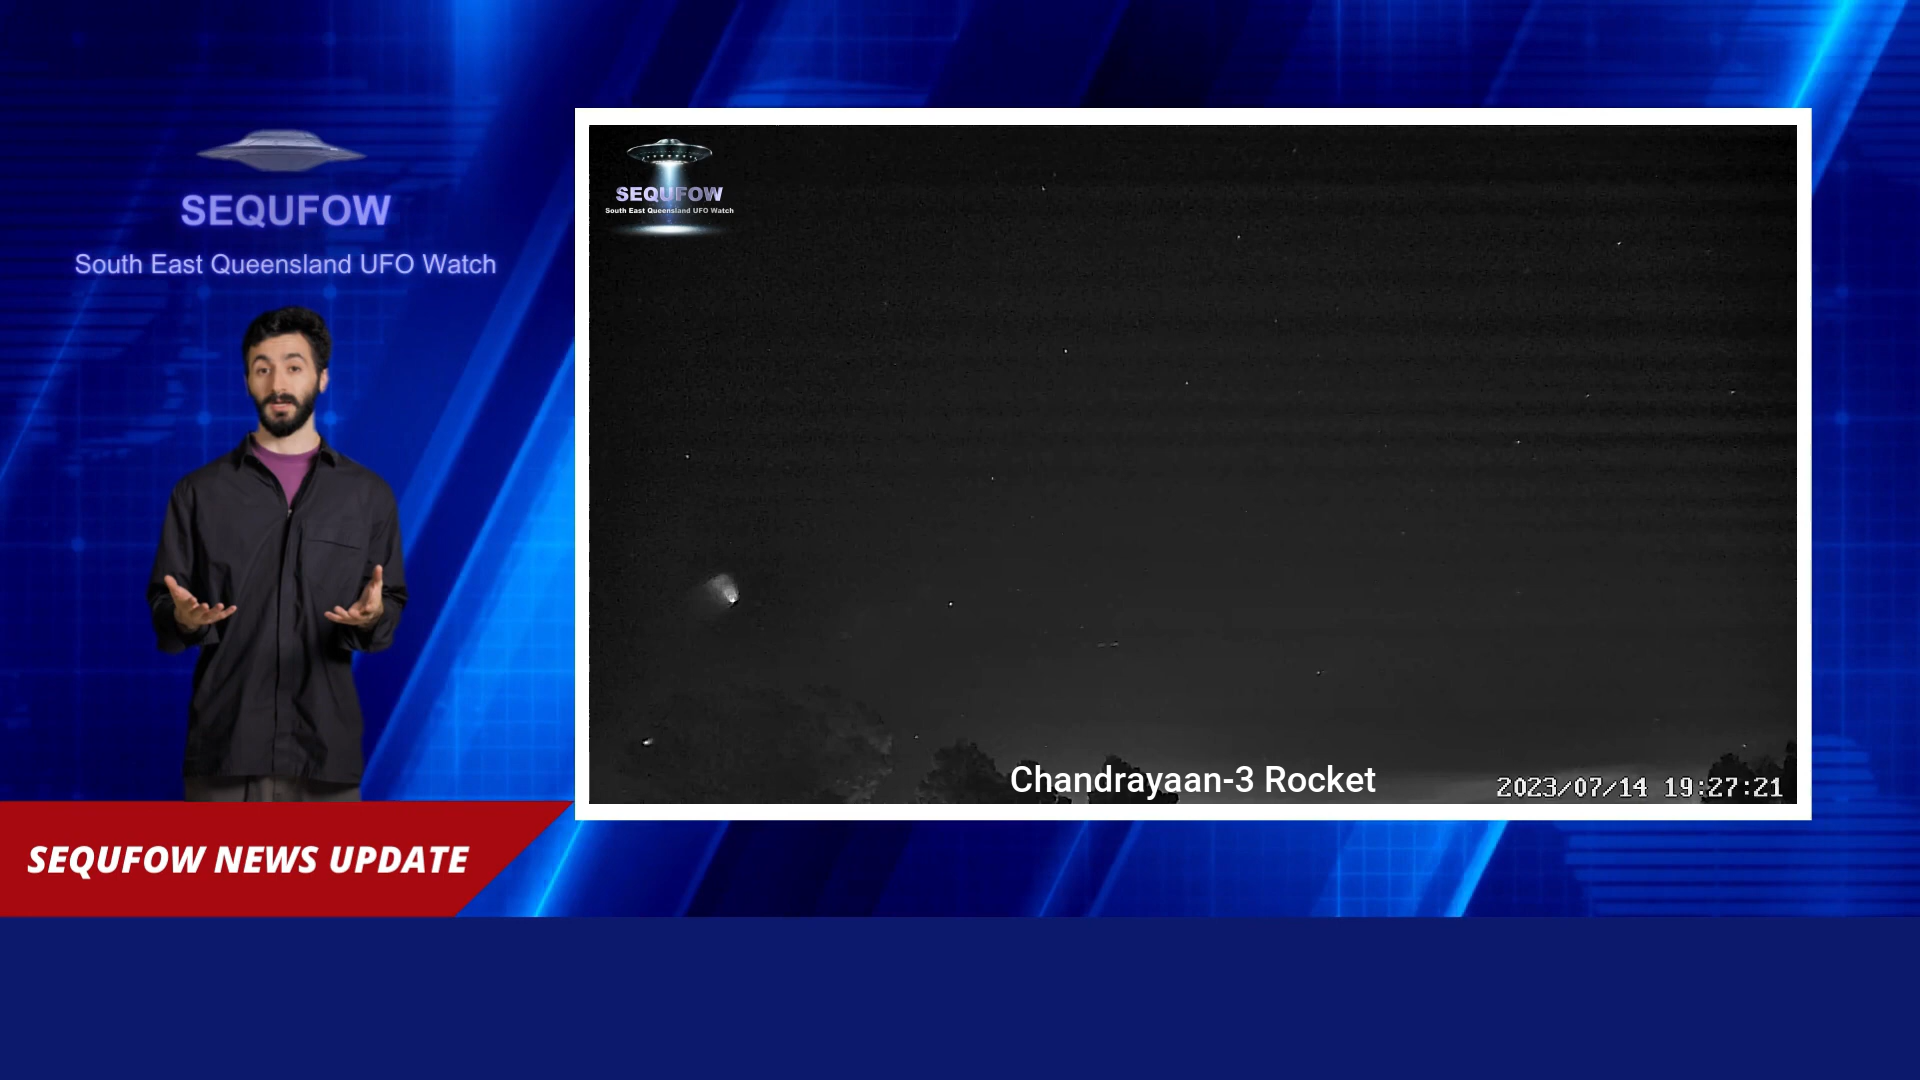 SEQUFOW
South East Queensland UFO Watch
SEQUFOW
South East Queensland UFO Watch
Chandrayaan-3 Rocket
2023/07/14 19:27:21
SEQUFOW NEWS UPDATE